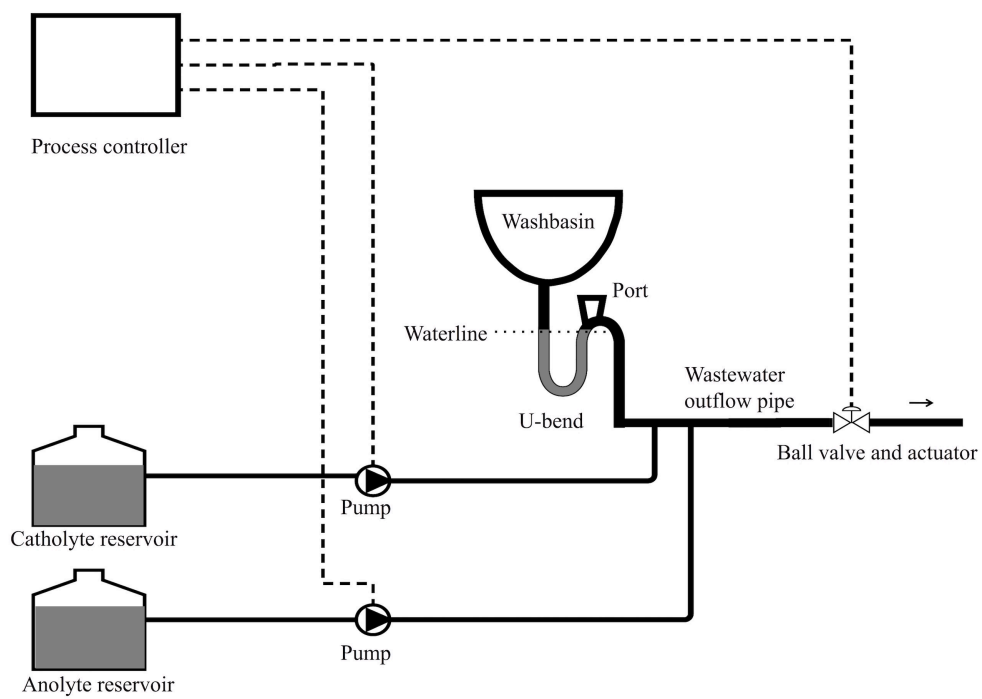 Process controller
Washbasin
Port
Waterline
Wastewater
outflow pipe
U-bend
Ball valve and actuator
Pump
Catholyte reservoir
Pump
Anolyte reservoir